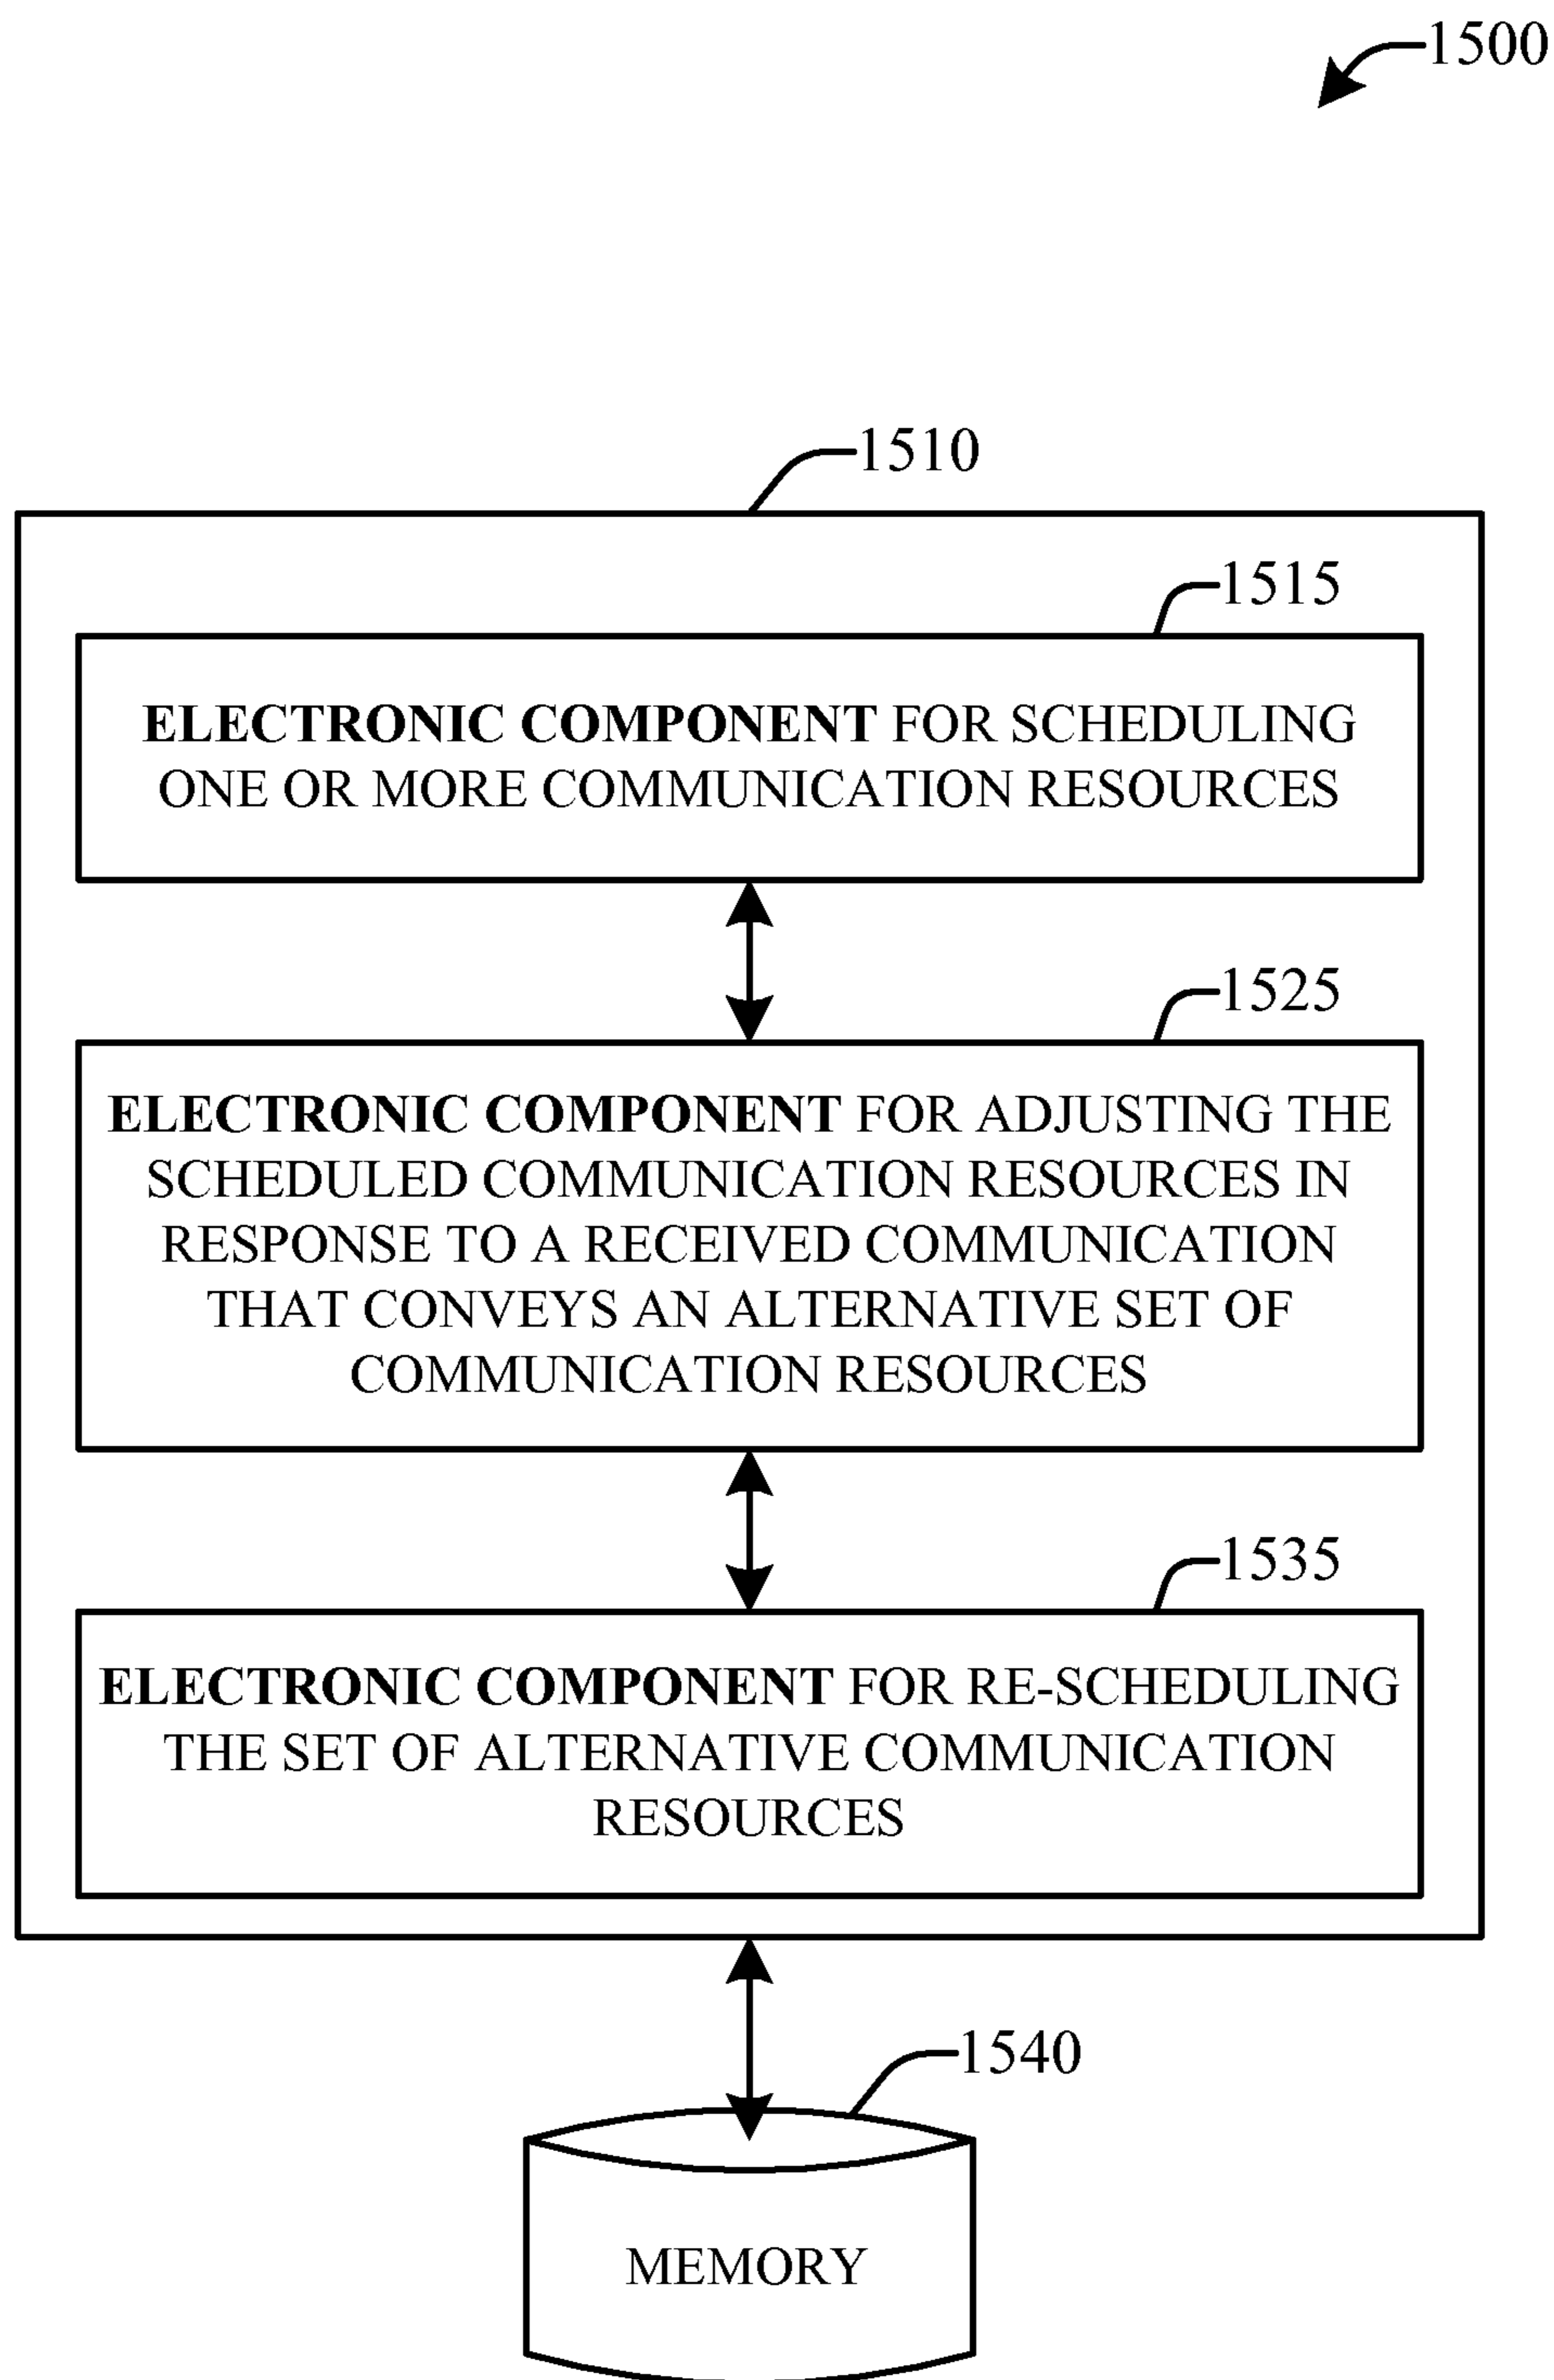 1500
1510
1515
ELECTRONIC COMPONENT FOR SCHEDULING
ONE OR MORE COMMUNICATION RESOURCES
1525
ELECTRONIC COMPONENT FOR ADJUSTING THE
SCHEDULED COMMUNICATION RESOURCES IN
RESPONSE TO A RECEIVED COMMUNICATION
THAT CONVEYS AN ALTERNATIVE SET OF
COMMUNICATION RESOURCES
1535
ELECTRONIC COMPONENT FOR RE-SCHEDULING
THE SET OF ALTERNATIVE COMMUNICATION
RESOURCES
1540
MEMORY